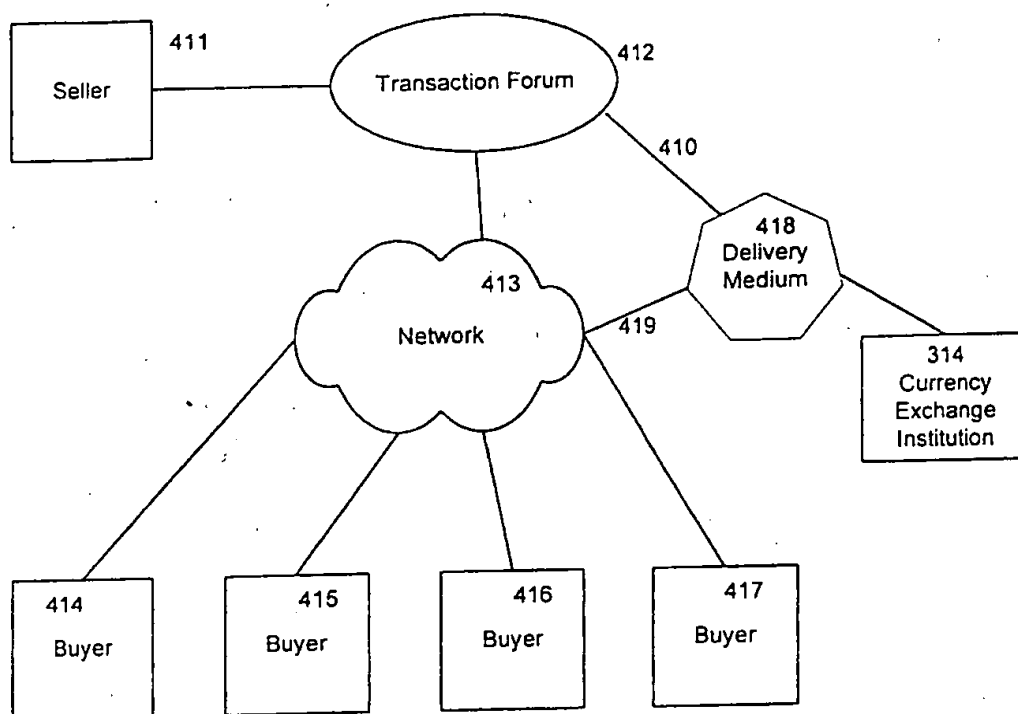 411
Seller
Transaction Forum
412
410
418
Delivery
Medium
413
Network
419
314
Currency
Exchange
Institution
414
Buyer
415
Buyer
416
Buyer
417
Buyer